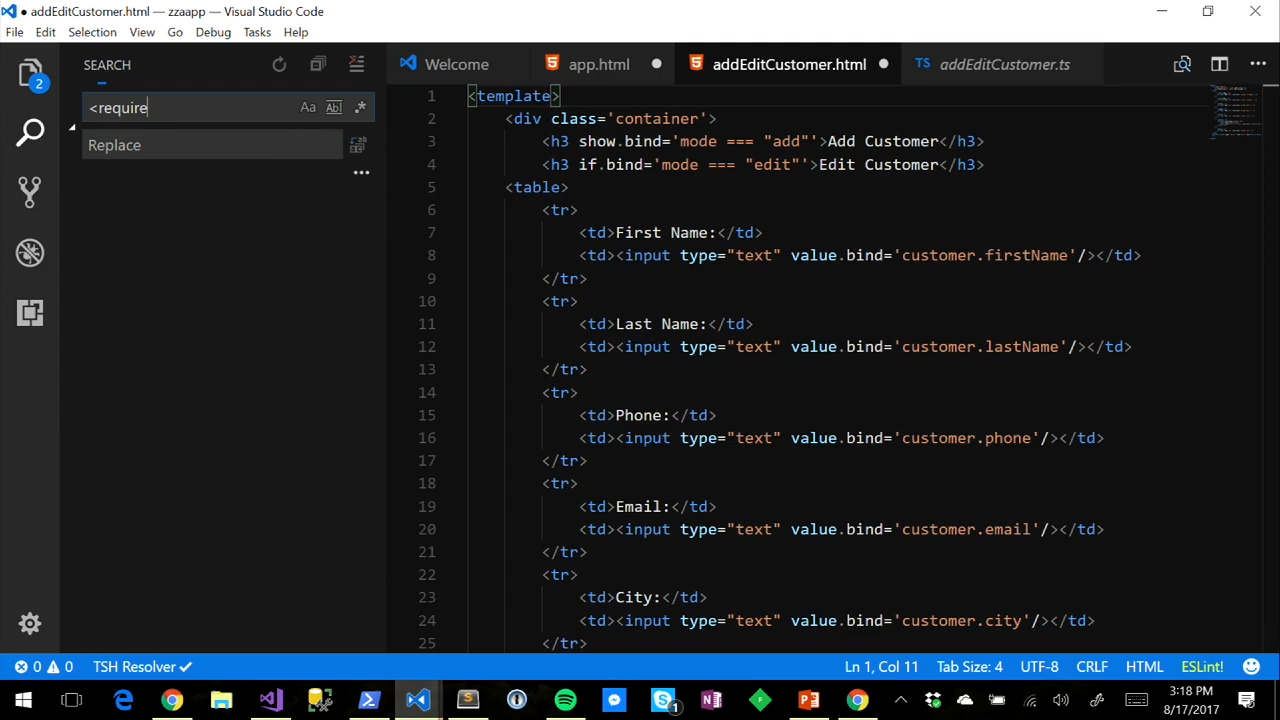 addEditCustomer.html — zzaapp — Visual Studio Code
File Edit Selection View Go Debug Tasks Help
SEARCH
<require
Aa Ab|
Replace
2
Welcome
app.html
addEditCustomer.html
TS addEditCustomer.ts
1 <template>
2 <div class='container'>
3 <h3 show.bind='mode === "add"'>Add Customer</h3>
4 <h3 if.bind='mode === "edit"'>Edit Customer</h3>
5 <table>
6 <tr>
7 <td>First Name:</td>
8 <td><input type="text" value.bind='customer.firstName'/></td>
9 </tr>
10 <tr>
11 <td>Last Name:</td>
12 <td><input type="text" value.bind='customer.lastName'/></td>
13 </tr>
14 <tr>
15 <td>Phone:</td>
16 <td><input type="text" value.bind='customer.phone'/></td>
17 </tr>
18 <tr>
19 <td>Email:</td>
20 <td><input type="text" value.bind='customer.email'/></td>
21 </tr>
22 <tr>
23 <td>City:</td>
24 <td><input type="text" value.bind='customer.city'/></td>
25 </tr>
0 0 TSH Resolver Ln 1, Col 11 Tab Size: 4 UTF-8 CRLF HTML ESLint!
1
3:18 PM
8/17/2017